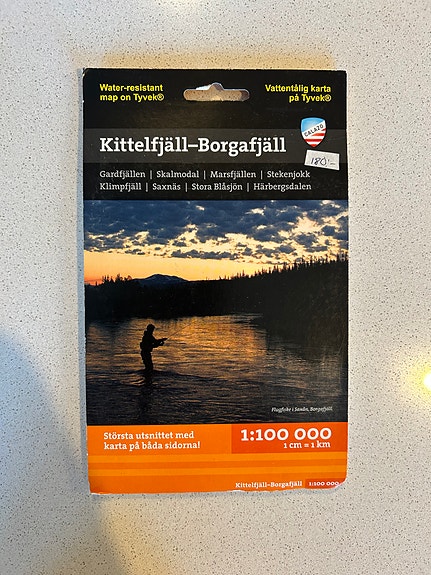 Water-resistant
map on Tyvek®
Vattentålig karta
på Tyvek®
CALAZO
Kittelfjäll–Borgafjäll
180:-
Gardfjällen | Skalmodal | Marsfjällen | Stekenjokk
Klimpfjäll | Saxnäs | Stora Blåsjön | Härbergsdalen
Flugfiske i Saxån, Borgafjäll.
Största utsnittet med
karta på båda sidorna!
1:100 000
1 cm = 1 km
Kittelfjäll–Borgafjäll 1:100 000